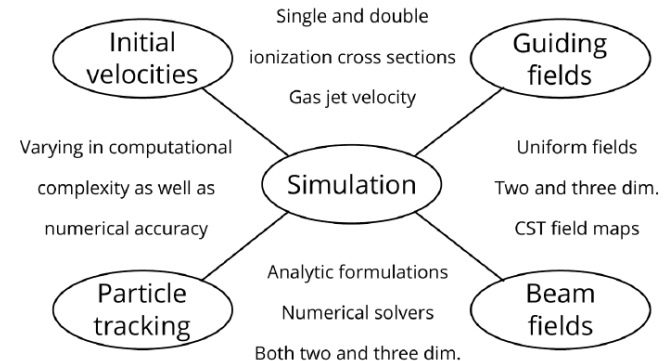 Initial
velocities
Single and double
ionization cross sections
Gas jet velocity
Guiding
fields
Varying in computational
complexity as well as
numerical accuracy
Simulation
Uniform fields
Two and three dim.
CST field maps
Particle
tracking
Analytic formulations
Numerical solvers
Both two and three dim.
Beam
fields